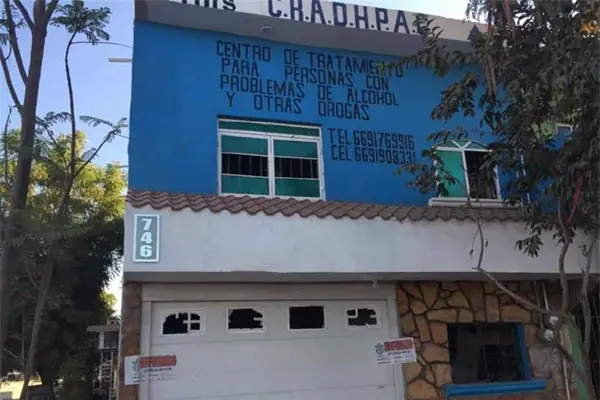 C.R.A.D.H.P.A.C.
CENTRO DE TRATAMIENTO
PARA PERSONAS CON
PROBLEMAS DE ALCOHOL
Y OTRAS DROGAS
TEL 6691769916
CEL 6691908331
746